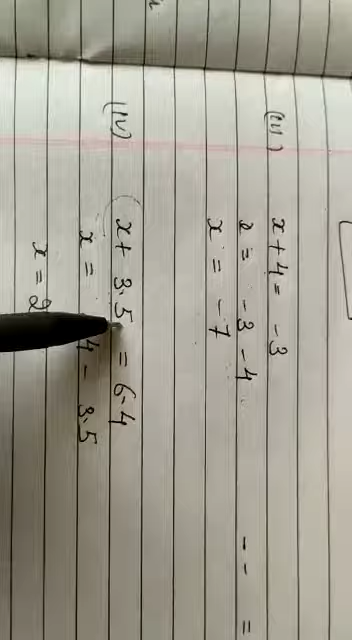 (iii) x + 4 = -3
x = -3 - 4
x = -7
- - =
(iv) x + 3.5 = 6.4
x = 4 - 3.5
x = 2